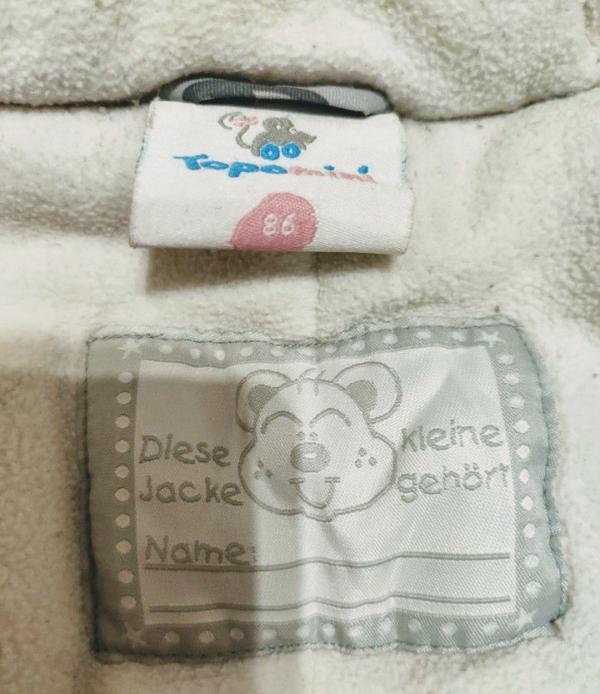 Topomini
86
Diese kleine
Jacke gehört
Name: